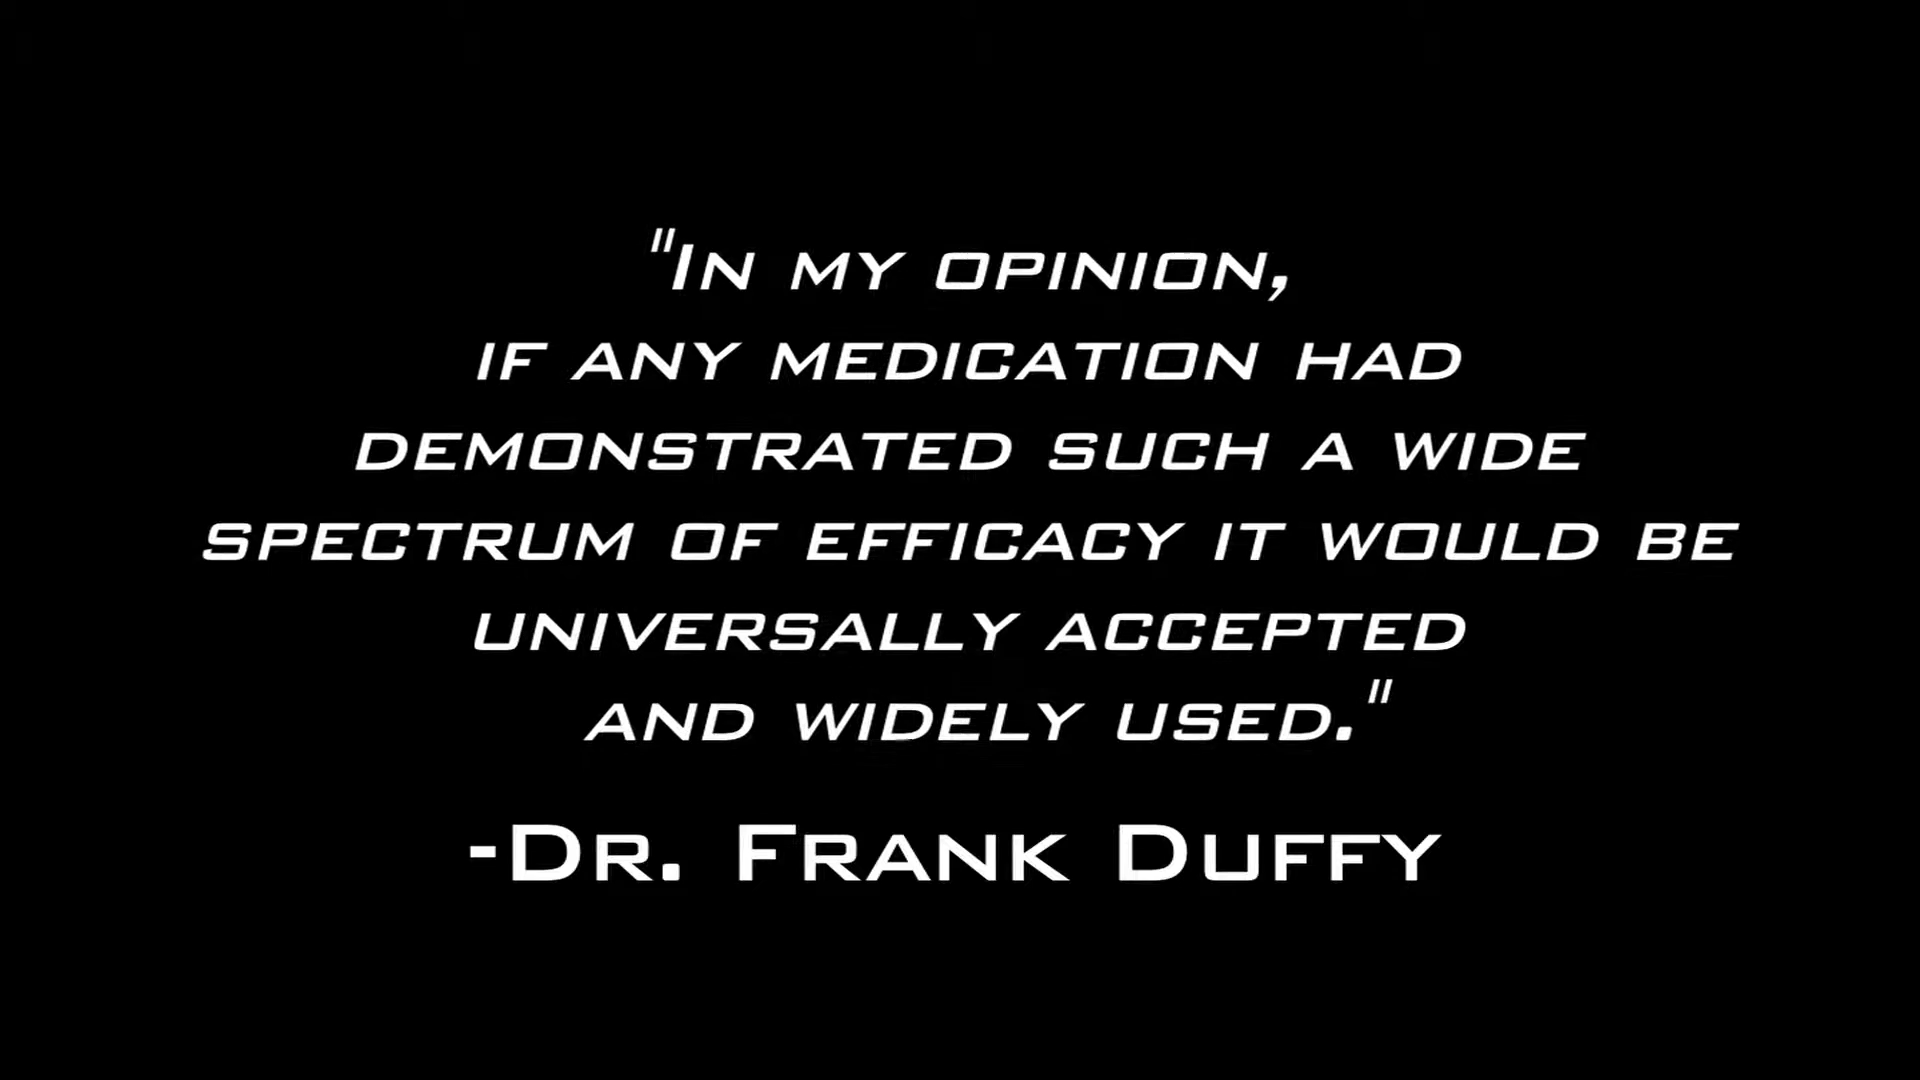 "In my opinion,
if any medication had
demonstrated such a wide
spectrum of efficacy it would be
universally accepted
and widely used."
-Dr. Frank Duffy